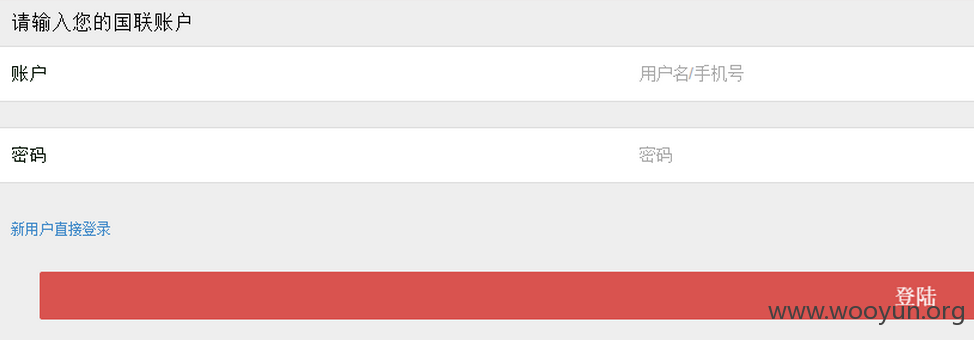 请输入您的国联账户
账户 用户名/手机号
密码 密码
新用户直接登录
登陆
www.wooyun.org